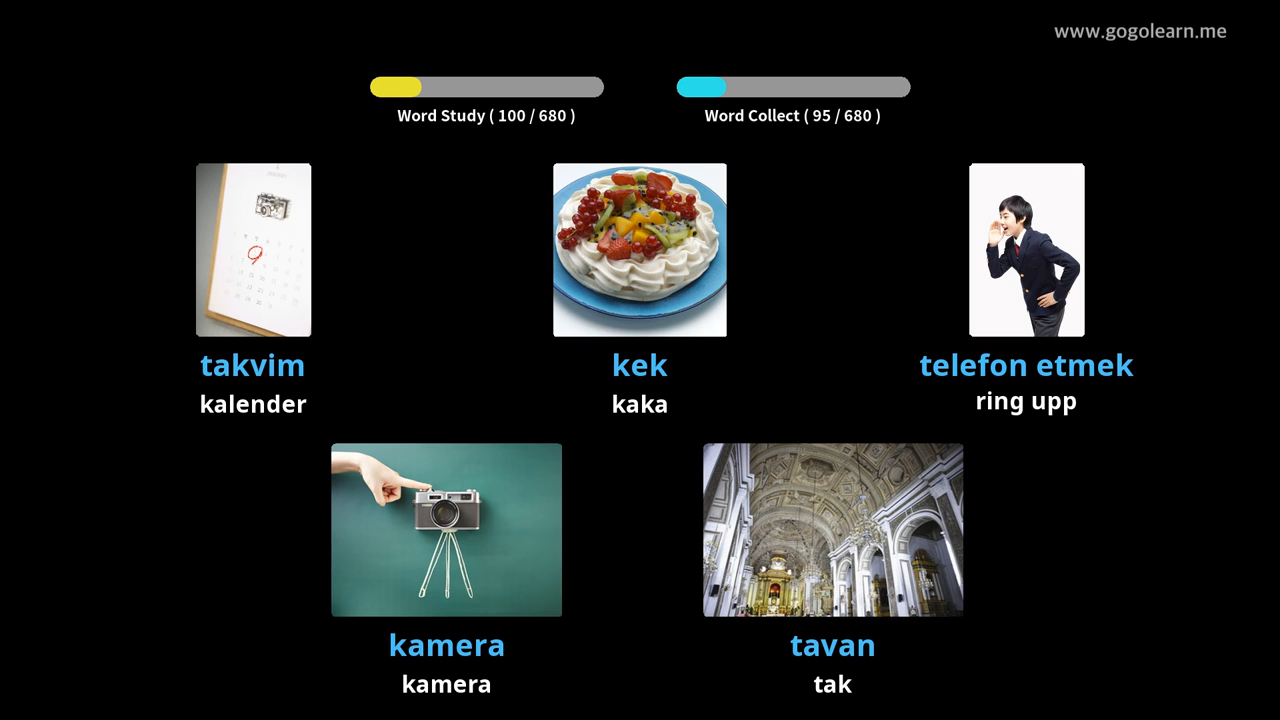 www.gogolearn.me
Word Study ( 100 / 680 )
Word Collect ( 95 / 680 )
takvim
kalender
kek
kaka
telefon etmek
ring upp
kamera
kamera
tavan
tak